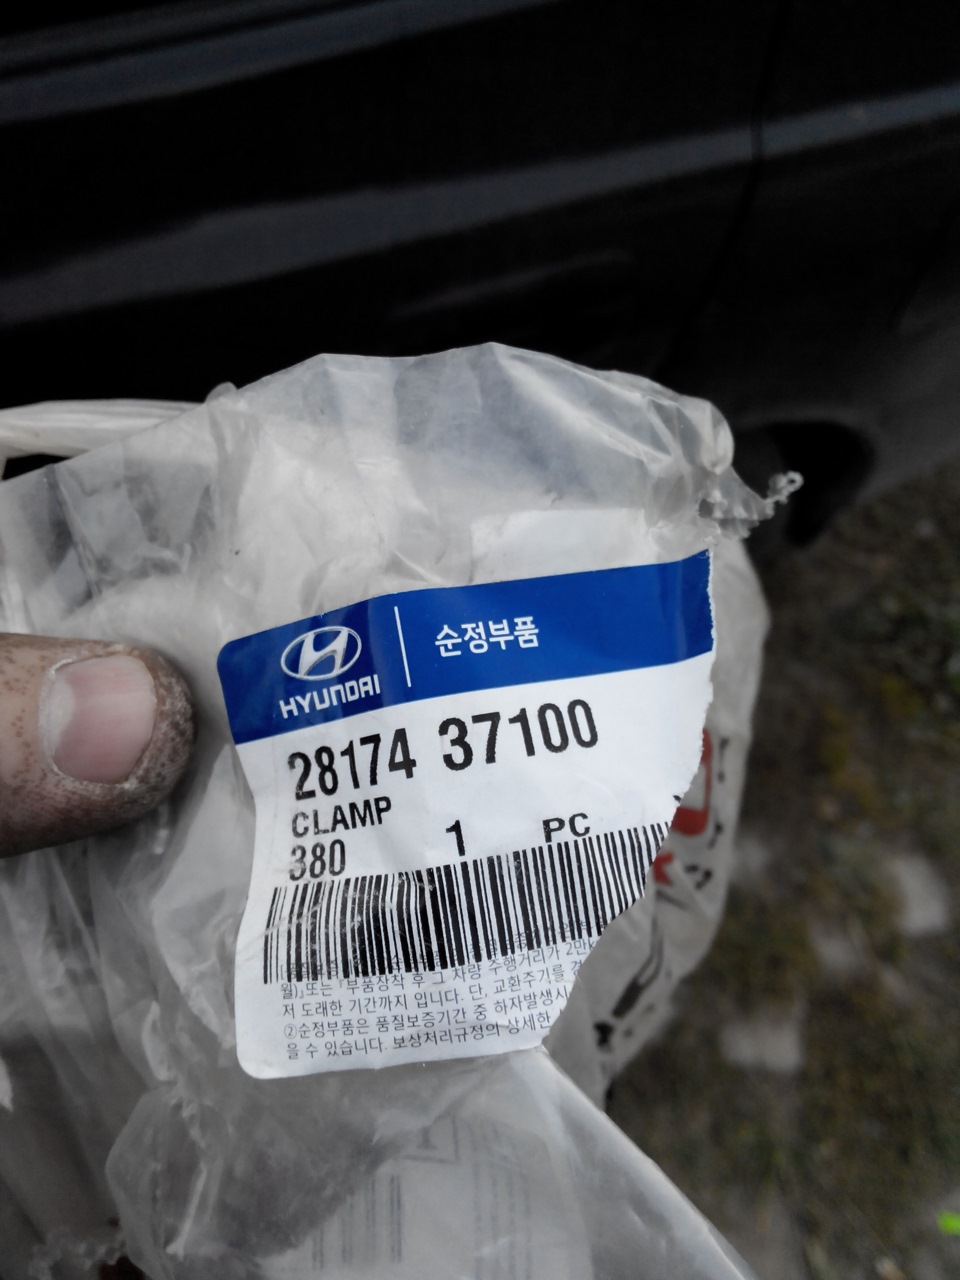 HYUNDAI
순정부품
28174 37100
CLAMP
380 1 PC
월)」또는 「부품장착 후 그 차량 주행거리가 2만
저 도래한 기간까지 입니다. 단, 교환주기를
②순정부품은 품질보증기간 중 하자발생시
을 수 있습니다. 보상처리규정의 상세한